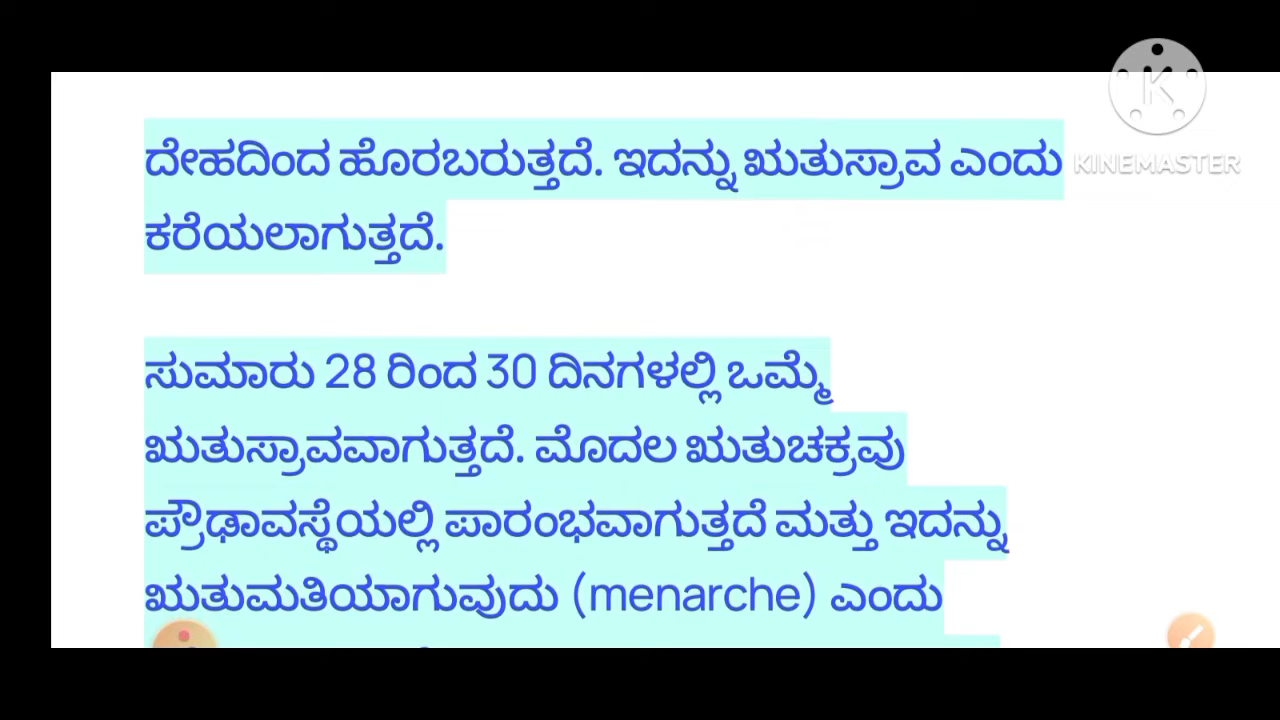 ದೇಹದಿಂದ ಹೊರಬರುತ್ತದೆ. ಇದನ್ನು ಋತುಸ್ರಾವ ಎಂದು
KINEMASTER
ಕರೆಯಲಾಗುತ್ತದೆ.
ಸುಮಾರು 28 ರಿಂದ 30 ದಿನಗಳಲ್ಲಿ ಒಮ್ಮೆ
ಋತುಸ್ರಾವವಾಗುತ್ತದೆ. ಮೊದಲ ಋತುಚಕ್ರವು
ಪ್ರೌಢಾವಸ್ಥೆಯಲ್ಲಿ ಪಾರಂಭವಾಗುತ್ತದೆ ಮತ್ತು ಇದನ್ನು
ಋತುಮತಿಯಾಗುವುದು (menarche) ಎಂದು